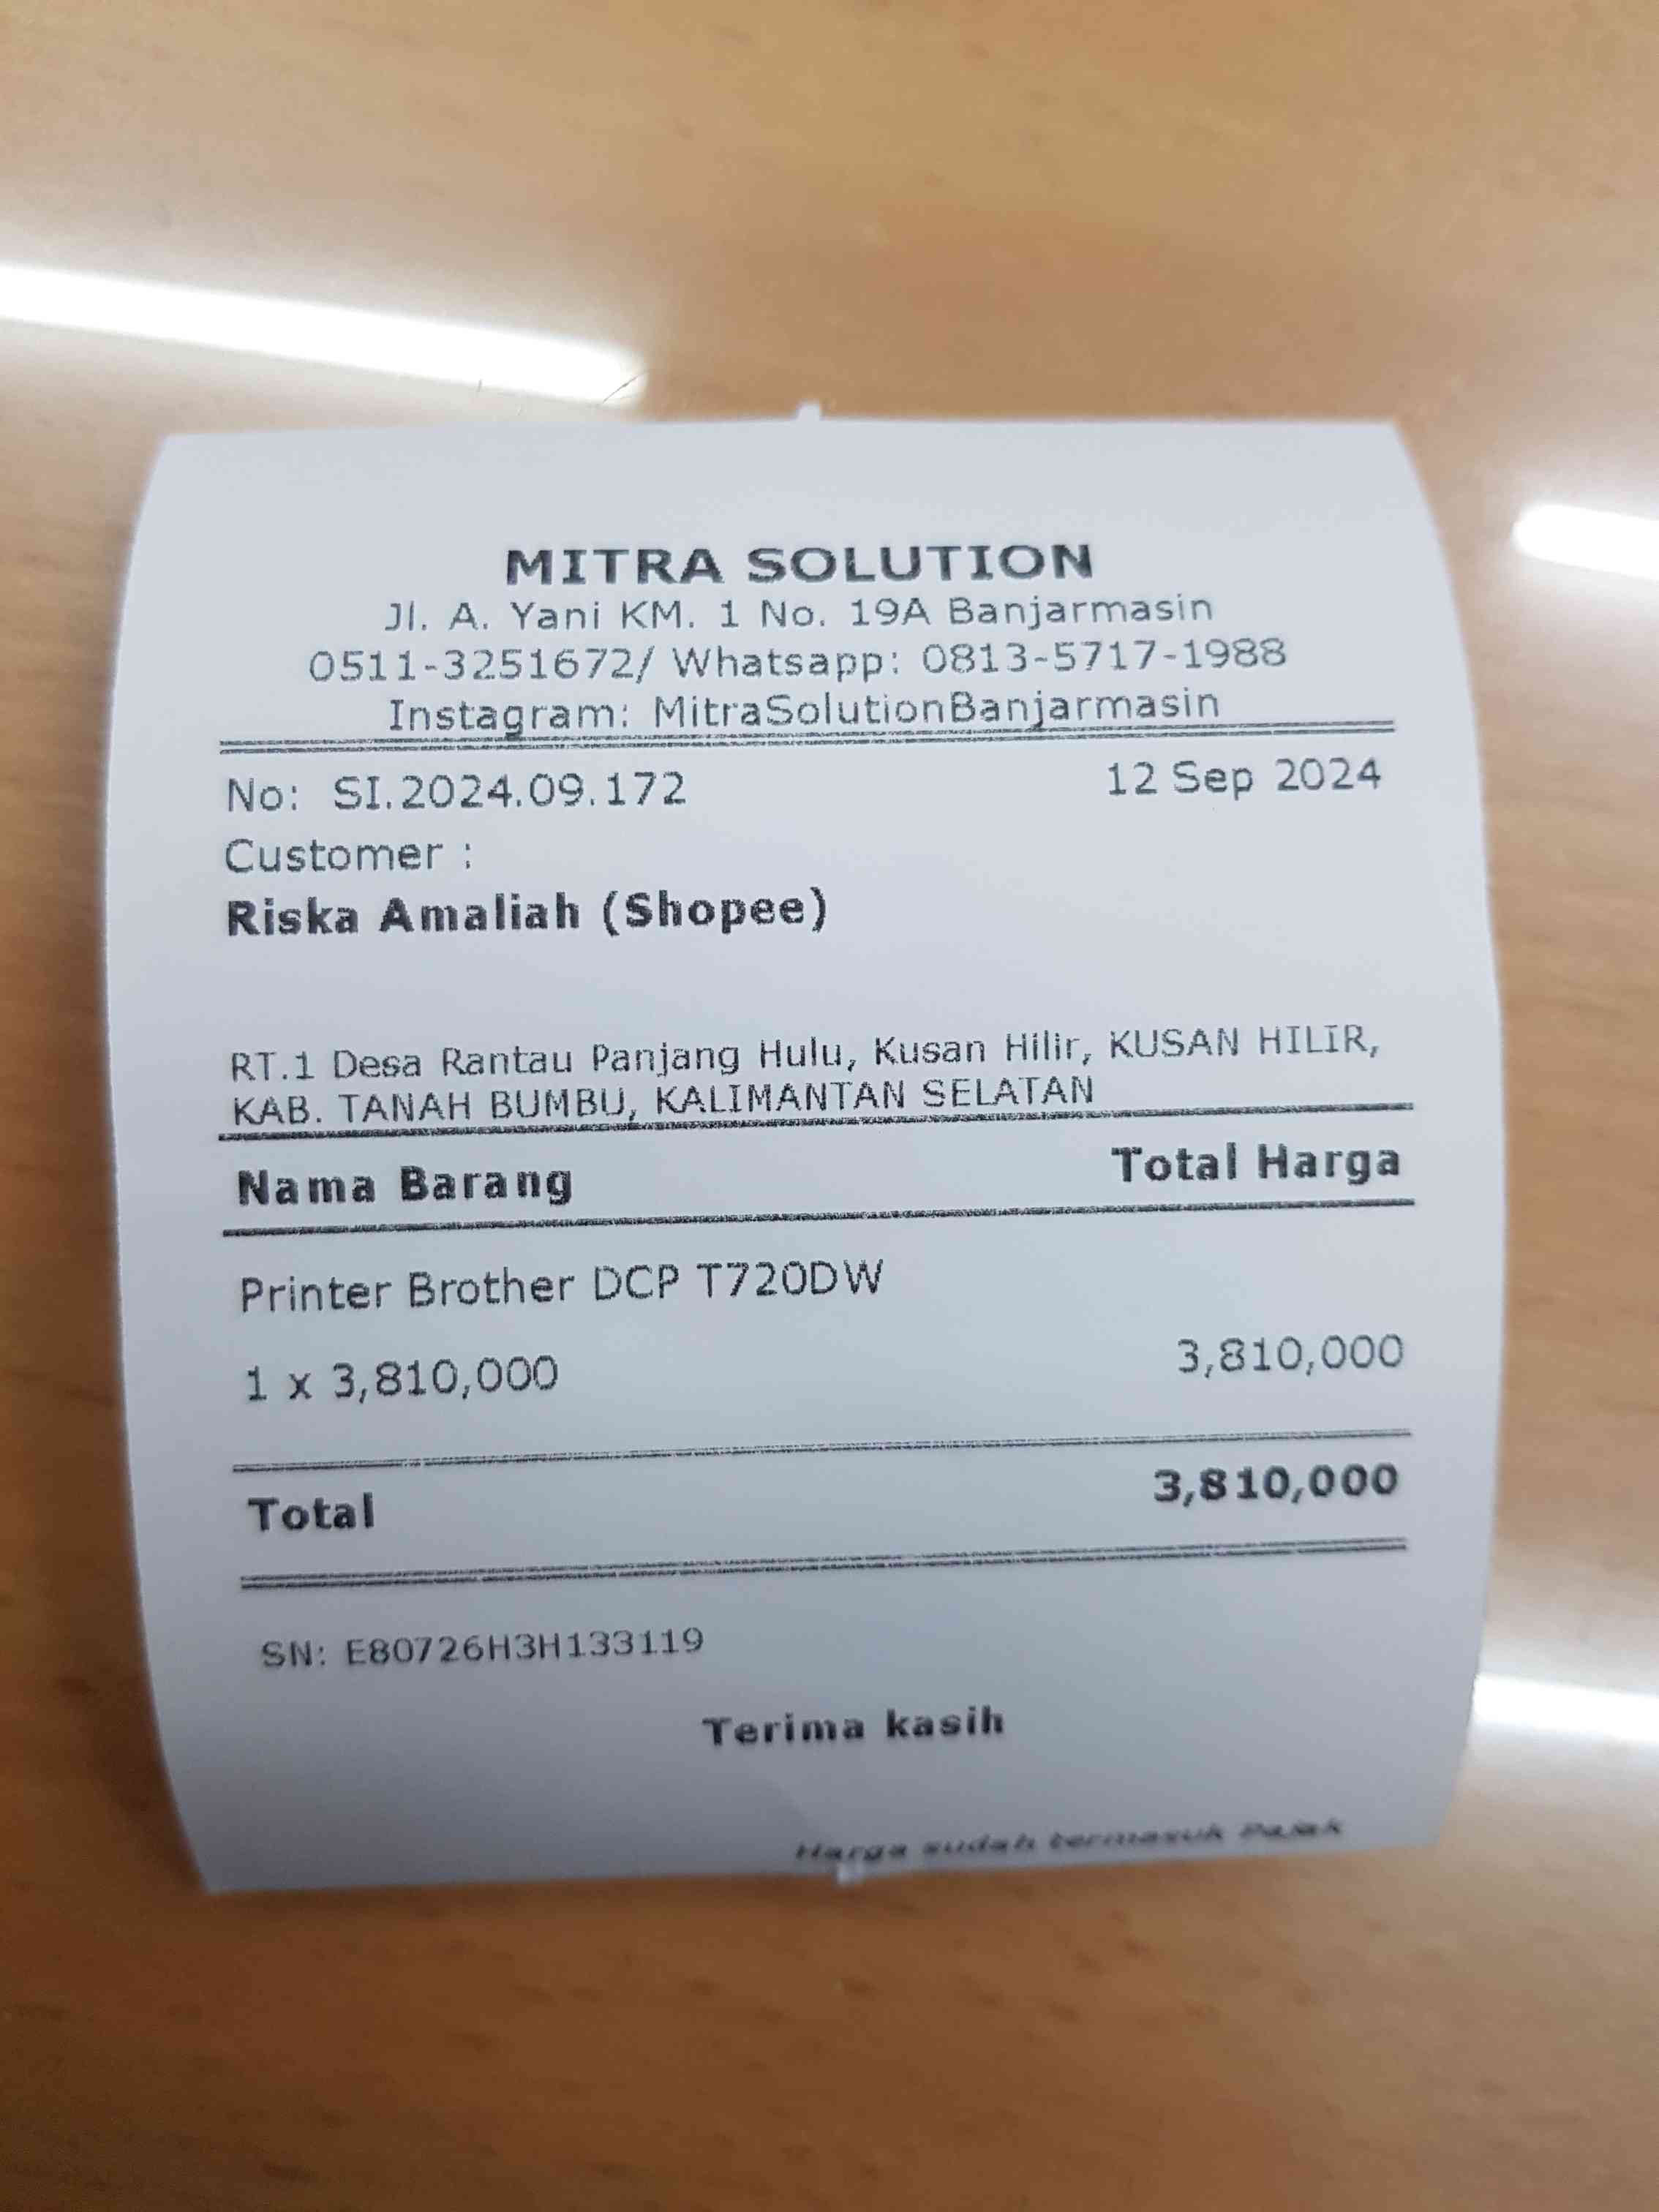 MITRA SOLUTION
Jl. A. Yani KM. 1 No. 19A Banjarmasin
0511-3251672/ Whatsapp: 0813-5717-1988
Instagram: MitraSolutionBanjarmasin
No: SI.2024.09.172 12 Sep 2024
Customer :
Riska Amaliah (Shopee)
RT.1 Desa Rantau Panjang Hulu, Kusan Hilir, KUSAN HILIR,
KAB. TANAH BUMBU, KALIMANTAN SELATAN
Nama Barang Total Harga
Printer Brother DCP T720DW
1 x 3,810,000 3,810,000
Total 3,810,000
SN: E80726H3H133119
Terima kasih
Harga sudah termasuk Pajak